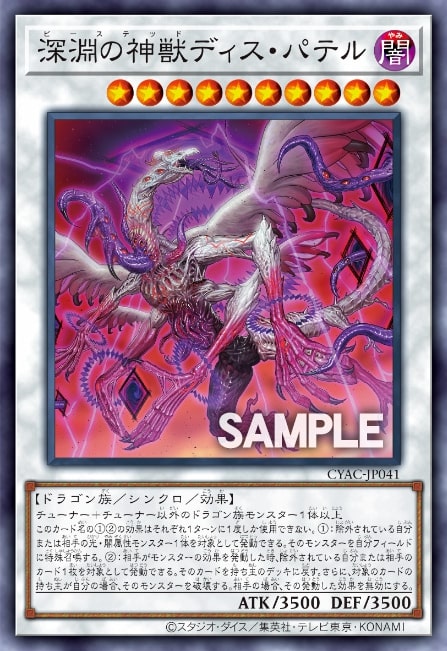 深淵の神獣ディス・パテル
ビーステッド
闇
やみ
SAMPLE
CYAC-JP041
【ドラゴン族／シンクロ／効果】
チューナー＋チューナー以外のドラゴン族モンスター1体以上
このカード名の①②の効果はそれぞれ1ターンに1度しか使用できない。①：除外されている自分
または相手の光・闇属性モンスター1体を対象として発動できる。そのモンスターを自分フィールド
に特殊召喚する。②：相手がモンスターの効果を発動した時、除外されている自分または相手の
カード1枚を対象として発動できる。そのカードを持ち主のデッキに戻す。さらに、対象のカードの
持ち主が自分の場合、そのモンスターを破壊する。相手の場合、その発動した効果を無効にする。
ATK/3500 DEF/3500
©スタジオ・ダイス／集英社・テレビ東京・KONAMI